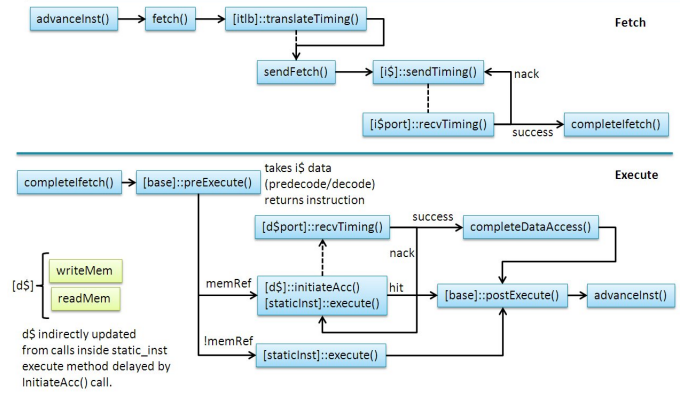 advanceInst()
fetch()
[itlb]::translateTiming()
Fetch
sendFetch()
[i$]::sendTiming()
nack
[i$port]::recvTiming()
success
completeIfetch()
Execute
completeIfetch()
[base]::preExecute()
takes i$ data
(predecode/decode)
returns instruction
[d$port]::recvTiming()
success
completeDataAccess()
nack
[d$]
writeMem
readMem
memRef
[d$]::initiateAcc()
[staticInst]::execute()
hit
[base]::postExecute()
advanceInst()
d$ indirectly updated
from calls inside static_inst
execute method delayed by
InitiateAcc() call.
!memRef
[staticInst]::execute()